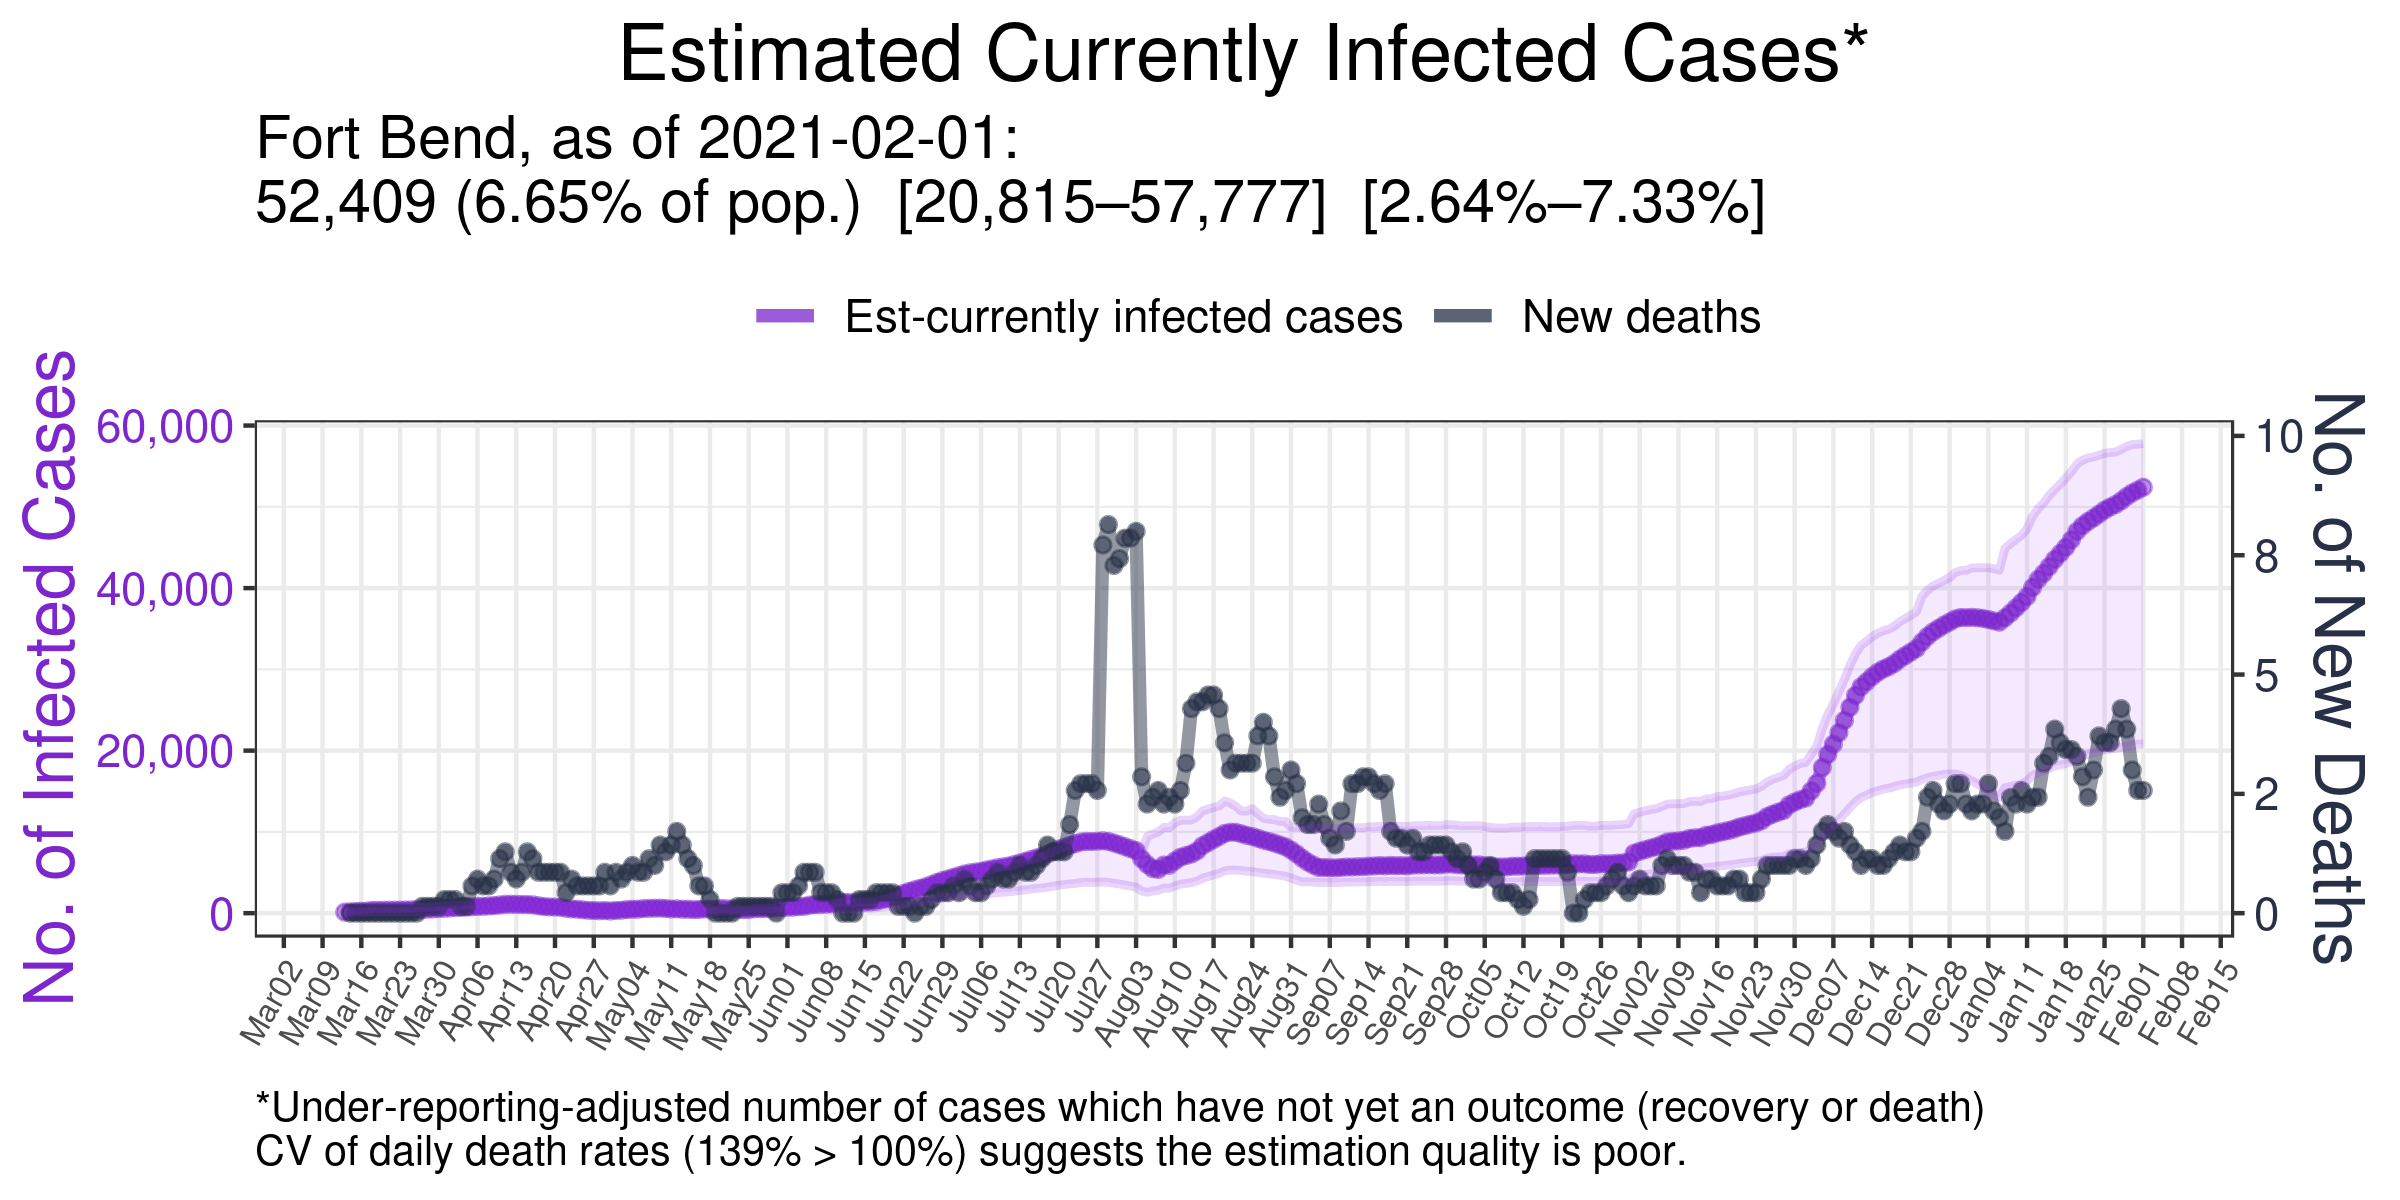 Estimated Currently Infected Cases*
Fort Bend, as of 2021-02-01:
52,409 (6.65% of pop.)  [20,815–57,777]  [2.64%–7.33%]
Est-currently infected cases
New deaths
No. of Infected Cases
60,000
40,000
20,000
0
10
8
5
2
0
No. of New Deaths
Mar02
Mar09
Mar16
Mar23
Mar30
Apr06
Apr13
Apr20
Apr27
May04
May11
May18
May25
Jun01
Jun08
Jun15
Jun22
Jun29
Jul06
Jul13
Jul20
Jul27
Aug03
Aug10
Aug17
Aug24
Aug31
Sep07
Sep14
Sep21
Sep28
Oct05
Oct12
Oct19
Oct26
Nov02
Nov09
Nov16
Nov23
Nov30
Dec07
Dec14
Dec21
Dec28
Jan04
Jan11
Jan18
Jan25
Feb01
Feb08
Feb15
*Under-reporting-adjusted number of cases which have not yet an outcome (recovery or death)
CV of daily death rates (139% > 100%) suggests the estimation quality is poor.